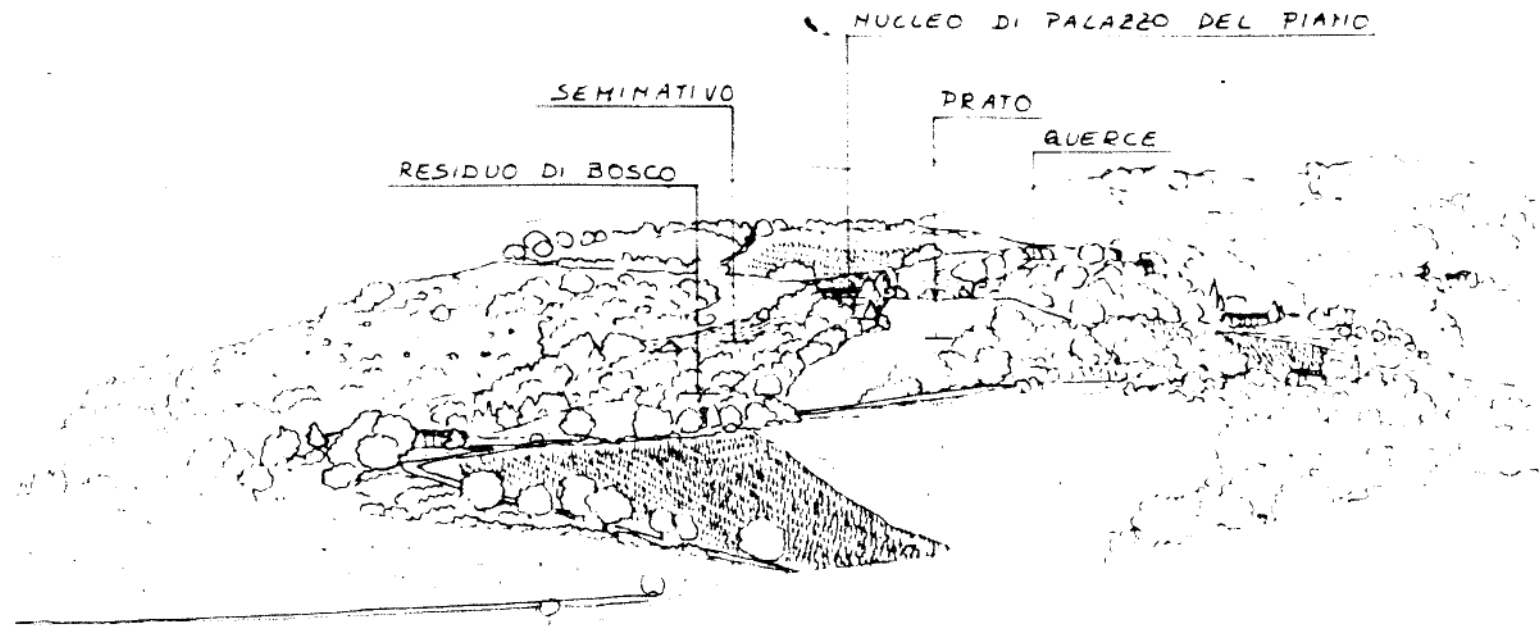 NUCLEO DI PALAZZO DEL PIANO
SEMINATIVO
PRATO
QUERCE
RESIDUO DI BOSCO